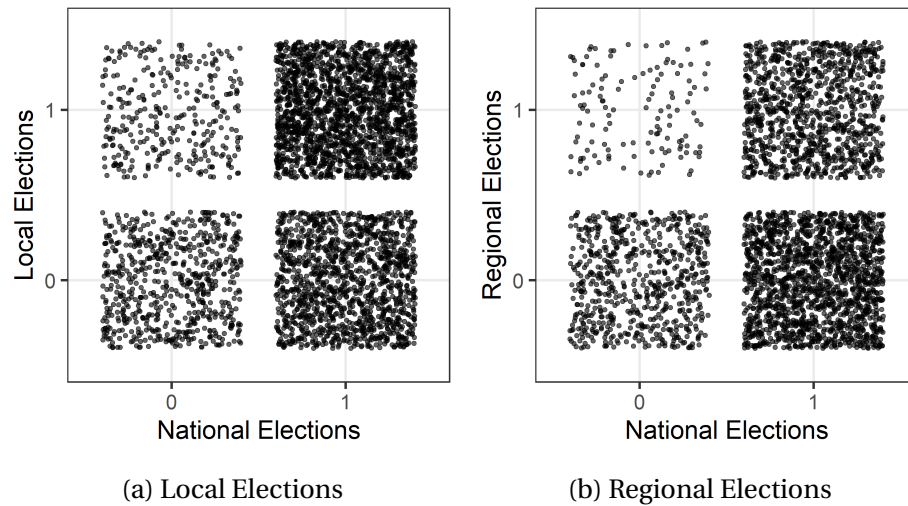 Local Elections
1
0
0
1
National Elections
(a) Local Elections
Regional Elections
1
0
0
1
National Elections
(b) Regional Elections